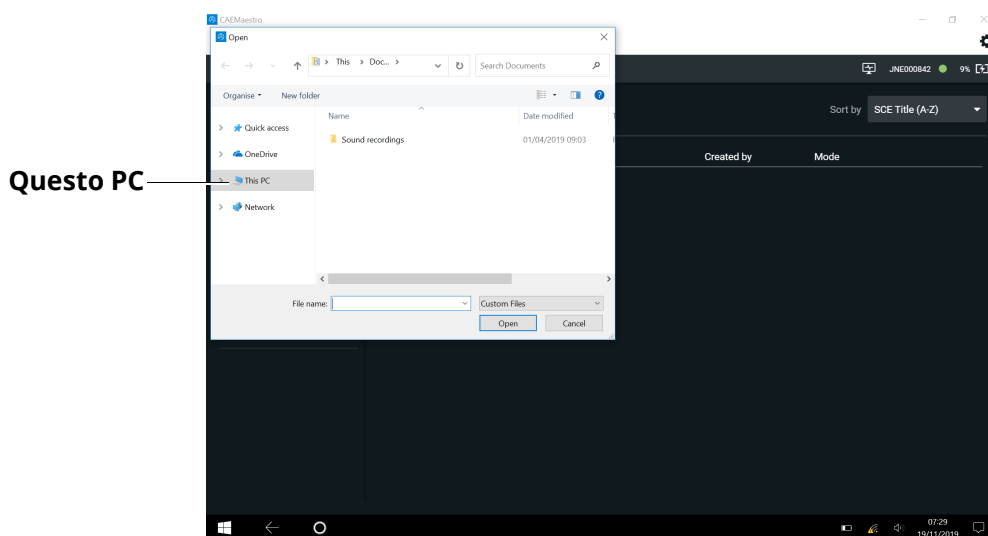 CAEMaestro
Open
This > Doc... >
Search Documents
JNE000842
9%
Organise
New folder
Sort by
SCE Title (A-Z)
Name
Date modified
Quick access
Sound recordings
01/04/2019 09:03
OneDrive
Created by
Mode
Questo PC
This PC
Network
File name:
Custom Files
Open
Cancel
07:29
19/11/2019